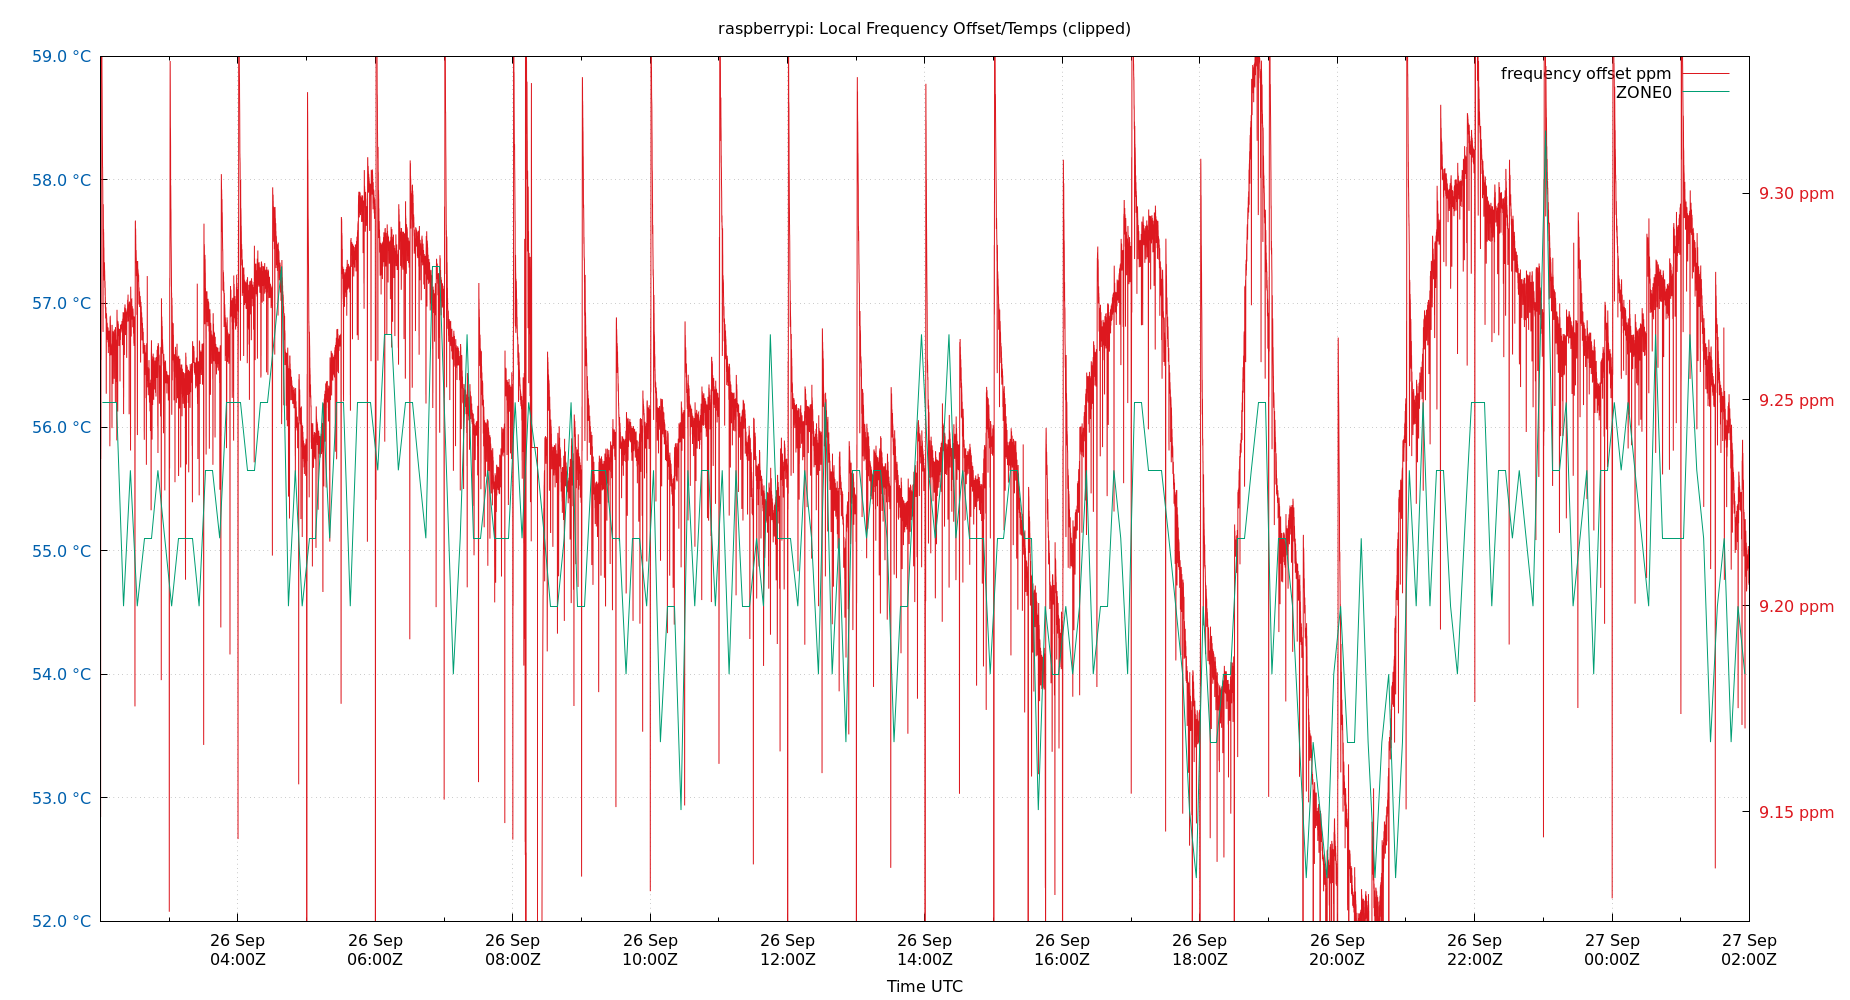 raspberrypi: Local Frequency Offset/Temps (clipped)
59.0 °C
58.0 °C
57.0 °C
56.0 °C
55.0 °C
54.0 °C
53.0 °C
52.0 °C
frequency offset ppm
ZONE0
9.30 ppm
9.25 ppm
9.20 ppm
9.15 ppm
26 Sep
04:00Z
26 Sep
06:00Z
26 Sep
08:00Z
26 Sep
10:00Z
26 Sep
12:00Z
26 Sep
14:00Z
26 Sep
16:00Z
26 Sep
18:00Z
26 Sep
20:00Z
26 Sep
22:00Z
27 Sep
00:00Z
27 Sep
02:00Z
Time UTC